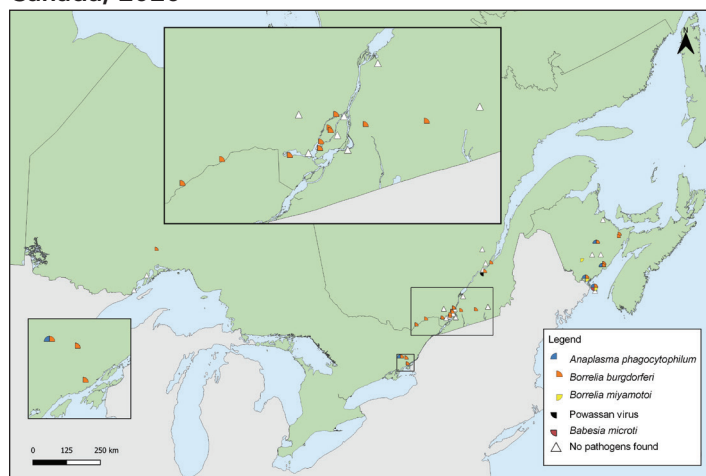 Canada, 2020
N
Legend
Anaplasma phagocytophilum
Borrelia burgdorferi
Borrelia miyamotoi
Powassan virus
Babesia microti
No pathogens found
0 125 250 km